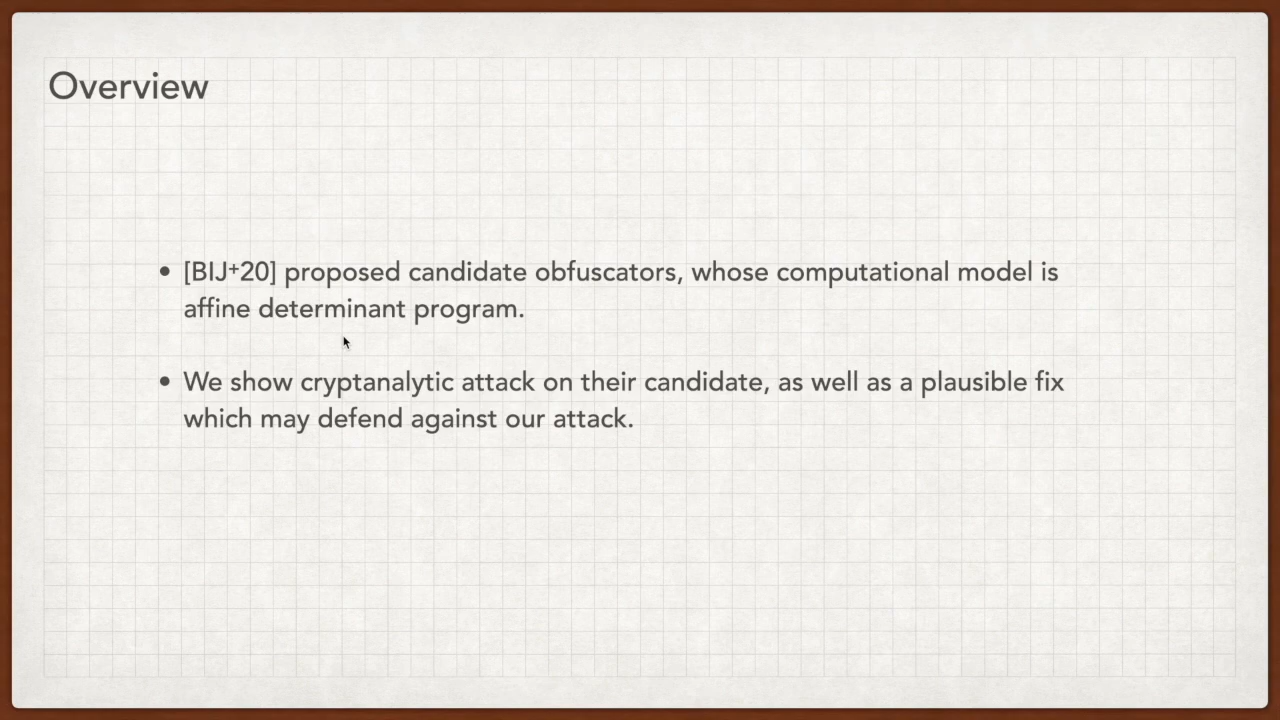 Overview
• [BIJ⁺20] proposed candidate obfuscators, whose computational model is
affine determinant program.
• We show cryptanalytic attack on their candidate, as well as a plausible fix
which may defend against our attack.